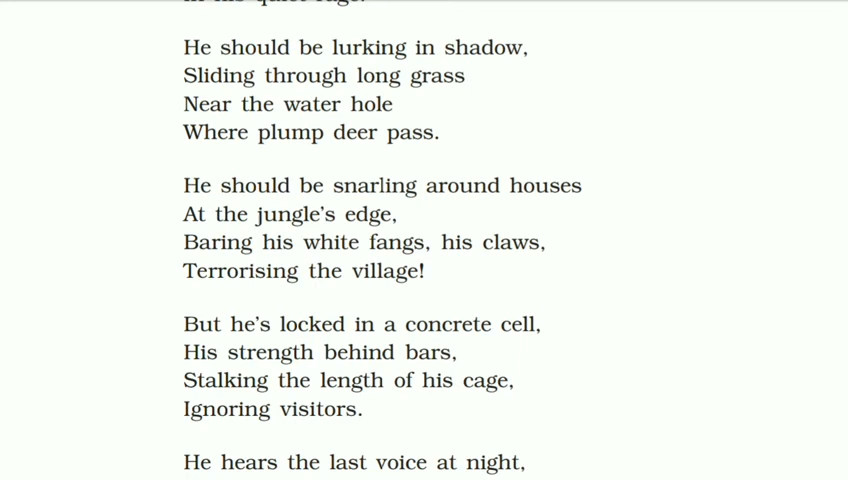 He should be lurking in shadow,
Sliding through long grass
Near the water hole
Where plump deer pass.
He should be snarling around houses
At the jungle's edge,
Baring his white fangs, his claws,
Terrorising the village!
But he's locked in a concrete cell,
His strength behind bars,
Stalking the length of his cage,
Ignoring visitors.
He hears the last voice at night,